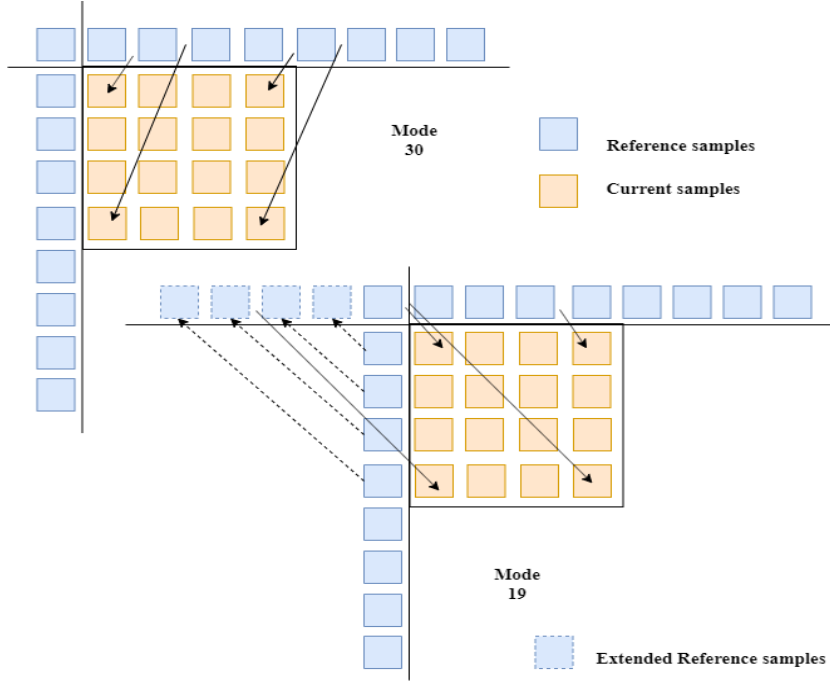 Mode
30
Reference samples
Current samples
Mode
19
Extended Reference samples